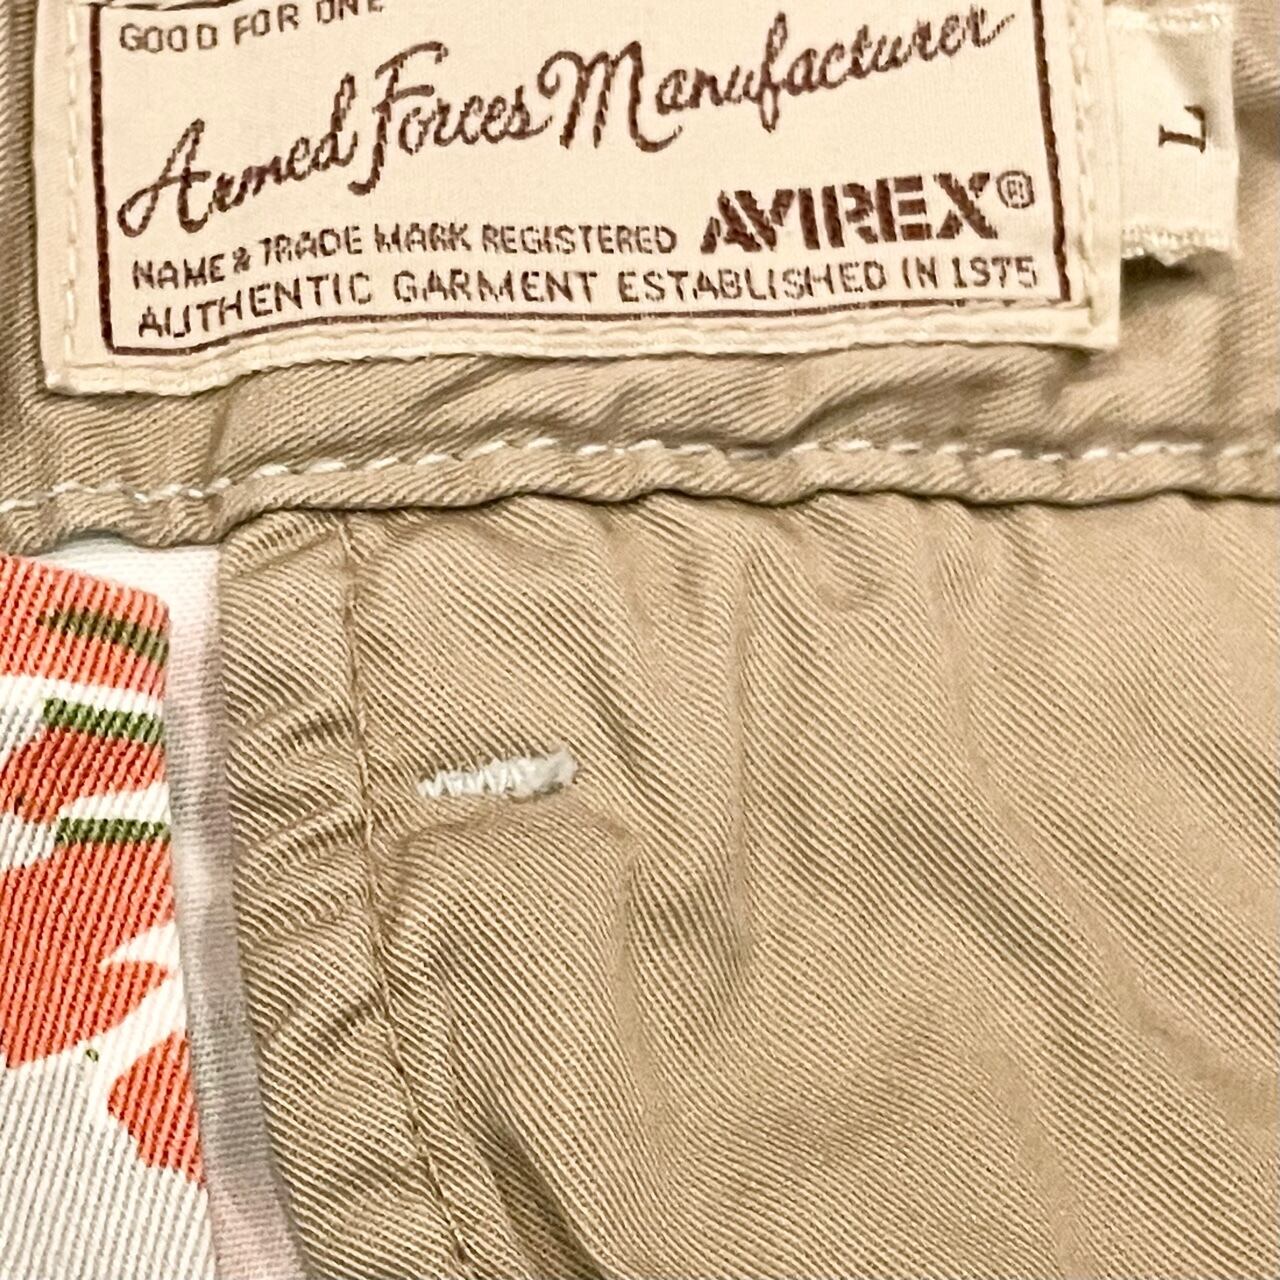 GOOD FOR ONE
Armed Forces Manufacturer
L
NAME & TRADE MARK REGISTERED AVIREX®
AUTHENTIC GARMENT ESTABLISHED IN 1975